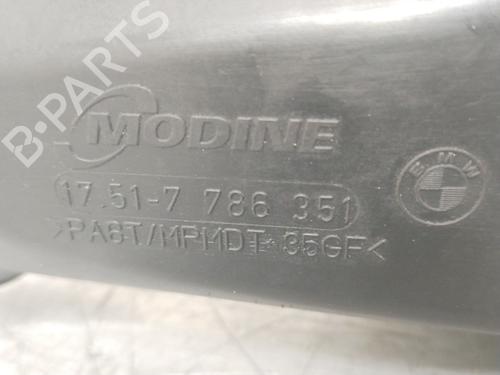 MODINE
BMW
17.51-7 786 351
>PA6T/MPMDT-35GF<
B-PARTS